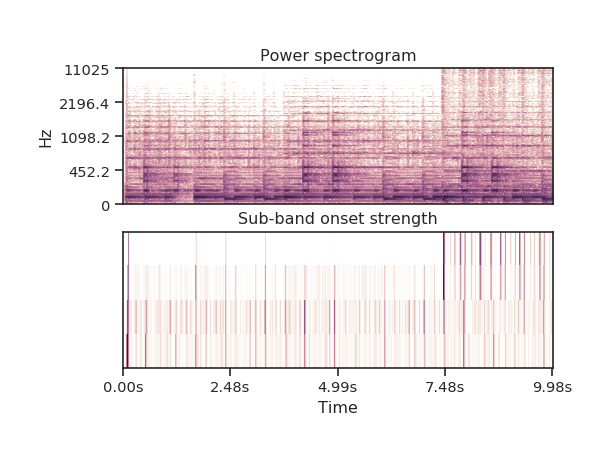 Power spectrogram
11025
2196.4
1098.2
452.2
0
Hz
Sub-band onset strength
0.00s 2.48s 4.99s 7.48s 9.98s
Time